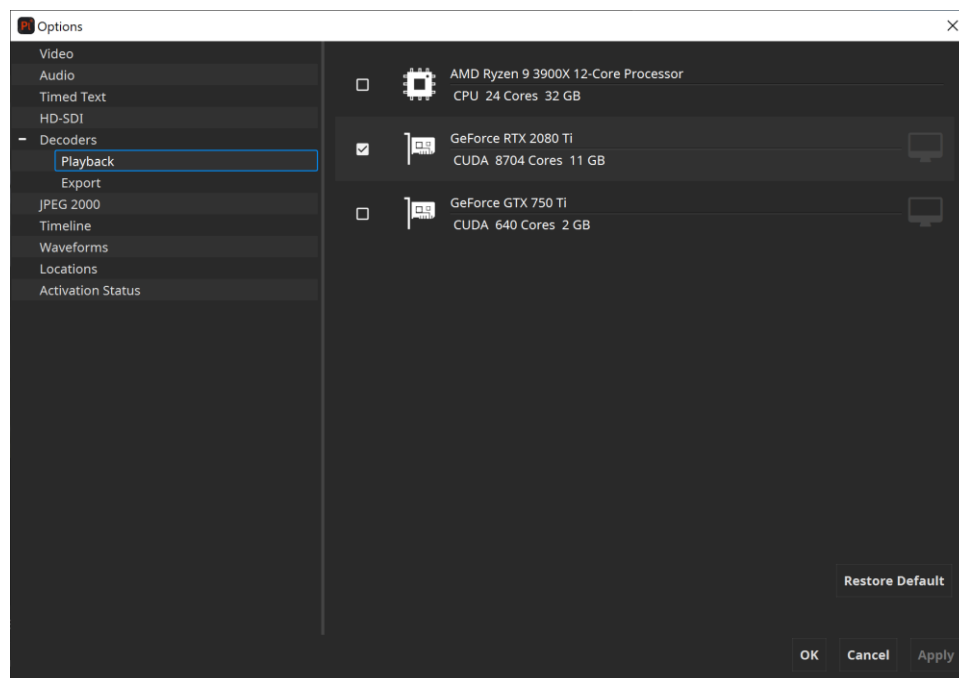 Pi Options
Video
Audio
Timed Text
HD-SDI
Decoders
Playback
Export
JPEG 2000
Timeline
Waveforms
Locations
Activation Status
AMD Ryzen 9 3900X 12-Core Processor
CPU 24 Cores 32 GB
GeForce RTX 2080 Ti
CUDA 8704 Cores 11 GB
GeForce GTX 750 Ti
CUDA 640 Cores 2 GB
Restore Default
OK Cancel Apply